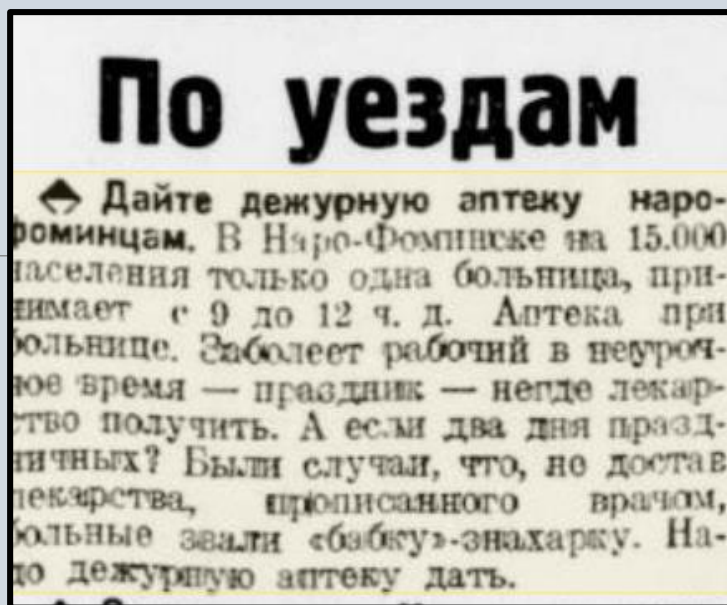 По уездам
Дайте дежурную аптеку наро-
фоминцам. В Наро-Фоминске на 15.000
населения только одна больница, при-
нимает с 9 до 12 ч. д. Аптека при
больнице. Заболеет рабочий в неуроч-
ное время — праздник — негде лекар-
ство получить. А если два дня празд-
ничных? Были случаи, что, не достав
лекарства, прописанного врачом,
больные звали «бабку»-знахарку. На-
до дежурную аптеку дать.